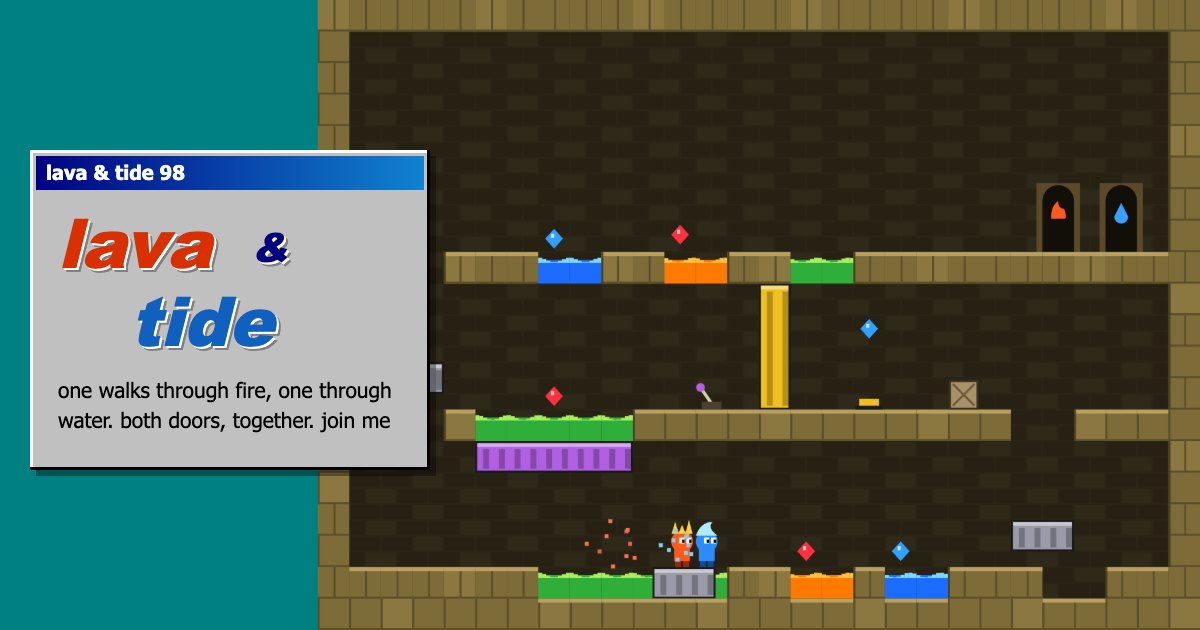 lava & tide 98
lava &
tide
one walks through fire, one through
water. both doors, together. join me